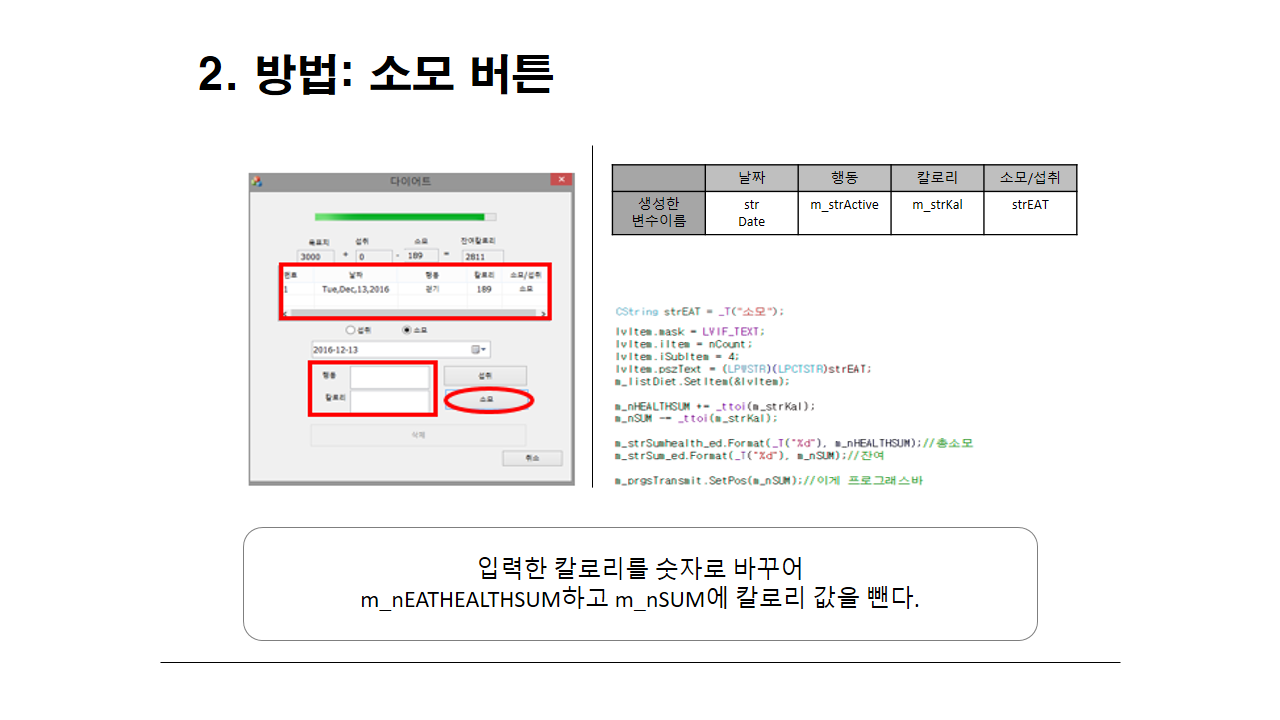 2. 방법: 소모 버튼
다이어트
목표치 섭취 소모 잔여칼로리
3000 + 0 - 189 = 2811
번호 날짜 행동 칼로리 소모/섭취
1 Tue,Dec,13,2016 걷기 189 소모
섭취 소모
2016-12-13
행동
섭취
칼로리
소모
삭제
취소
날짜 행동 칼로리 소모/섭취
생성한 변수이름
str Date
m_strActive
m_strKal
strEAT
CString strEAT = _T("소모");
lvItem.mask = LVIF_TEXT;
lvItem.iItem = nCount;
lvItem.iSubItem = 4;
lvItem.pszText = (LPWSTR)(LPCTSTR)strEAT;
m_listDiet.SetItem(&lvItem);
m_nHEALTHSUM += _ttoi(m_strKal);
m_nSUM -= _ttoi(m_strKal);
m_strSumhealth_ed.Format(_T("%d"), m_nHEALTHSUM);//총소모
m_strSum_ed.Format(_T("%d"), m_nSUM);//잔여
m_prgsTransmit.SetPos(m_nSUM);//이게 프로그래스바
입력한 칼로리를 숫자로 바꾸어
m_nEATHEALTHSUM하고 m_nSUM에 칼로리 값을 뺀다.